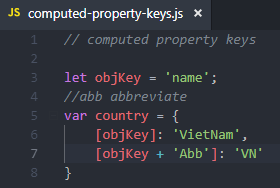 JS computed-property-keys.js ×
1 // computed property keys
2
3 let objKey = 'name';
4 //abb abbreviate
5 var country = {
6 [objKey]: 'VietNam',
7 [objKey + 'Abb']: 'VN'
8 }